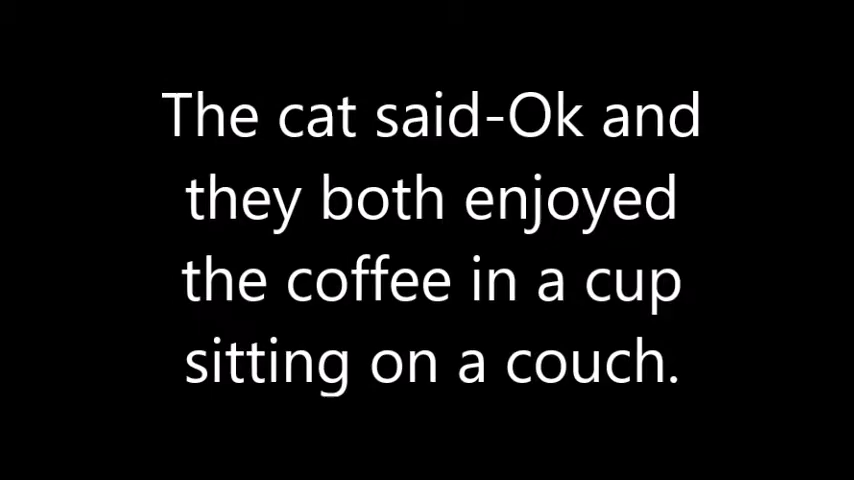 The cat said-Ok and
they both enjoyed
the coffee in a cup
sitting on a couch.